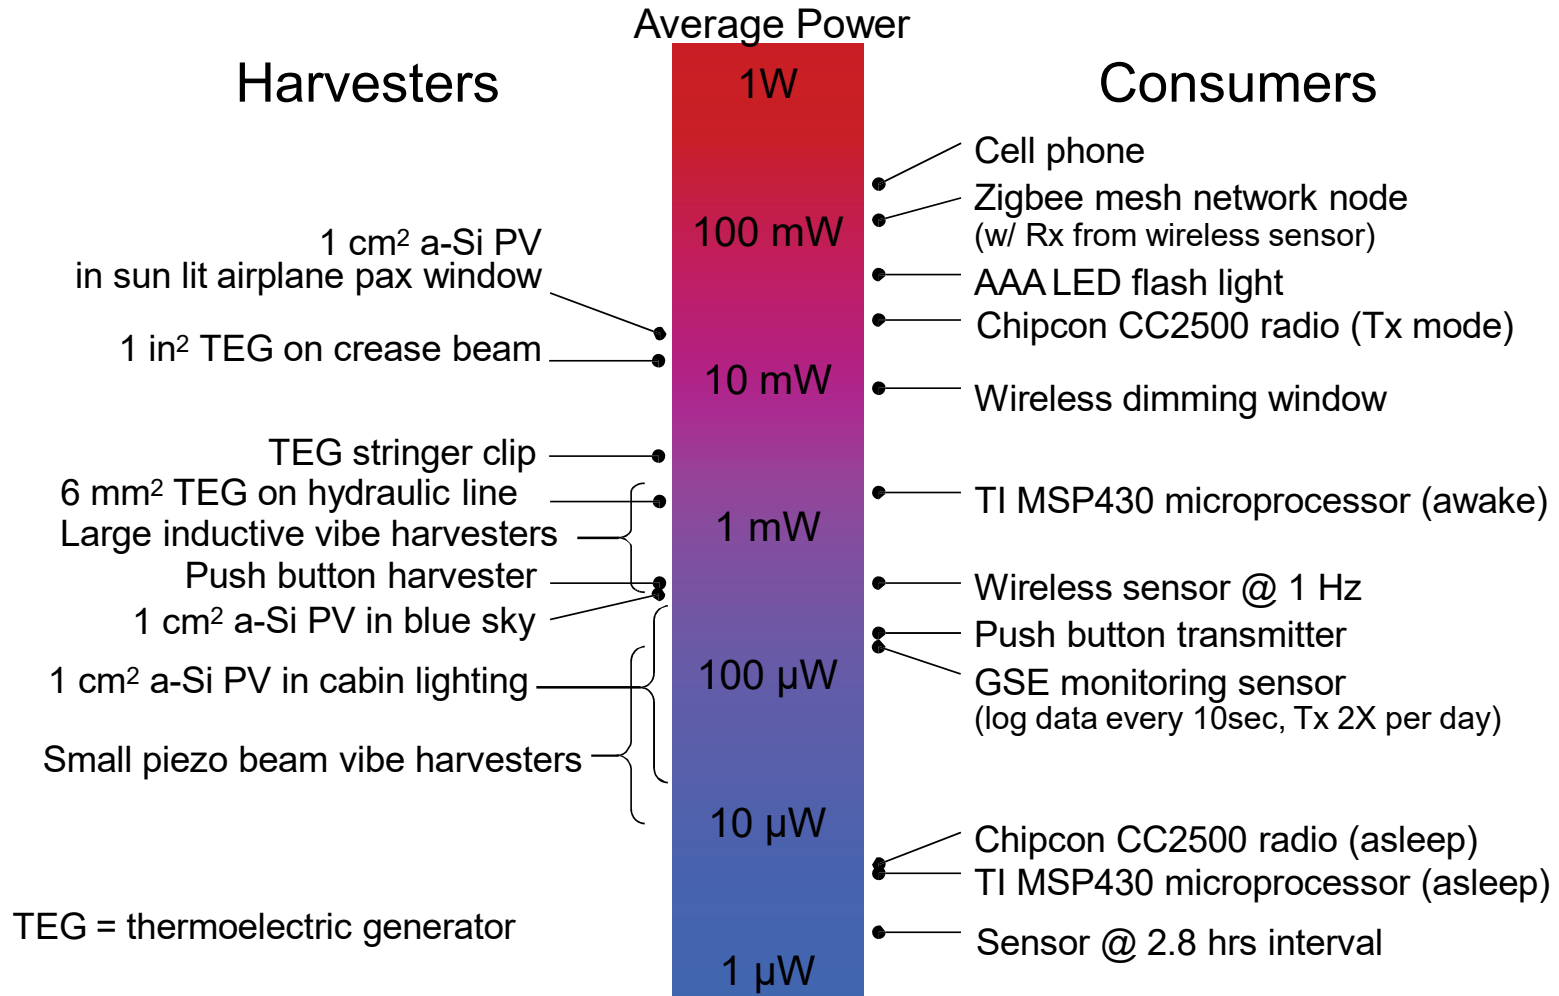 Average Power
Harvesters
1 cm² a-Si PV
in sun lit airplane pax window
1 in² TEG on crease beam
TEG stringer clip
6 mm² TEG on hydraulic line
Large inductive vibe harvesters
Push button harvester
1 cm² a-Si PV in blue sky
1 cm² a-Si PV in cabin lighting
Small piezo beam vibe harvesters
TEG = thermoelectric generator
1W
100 mW
10 mW
1 mW
100 µW
10 µW
1 µW
Consumers
Cell phone
Zigbee mesh network node
(w/ Rx from wireless sensor)
AAA LED flash light
Chipcon CC2500 radio (Tx mode)
Wireless dimming window
TI MSP430 microprocessor (awake)
Wireless sensor @ 1 Hz
Push button transmitter
GSE monitoring sensor
(log data every 10sec, Tx 2X per day)
Chipcon CC2500 radio (asleep)
TI MSP430 microprocessor (asleep)
Sensor @ 2.8 hrs interval